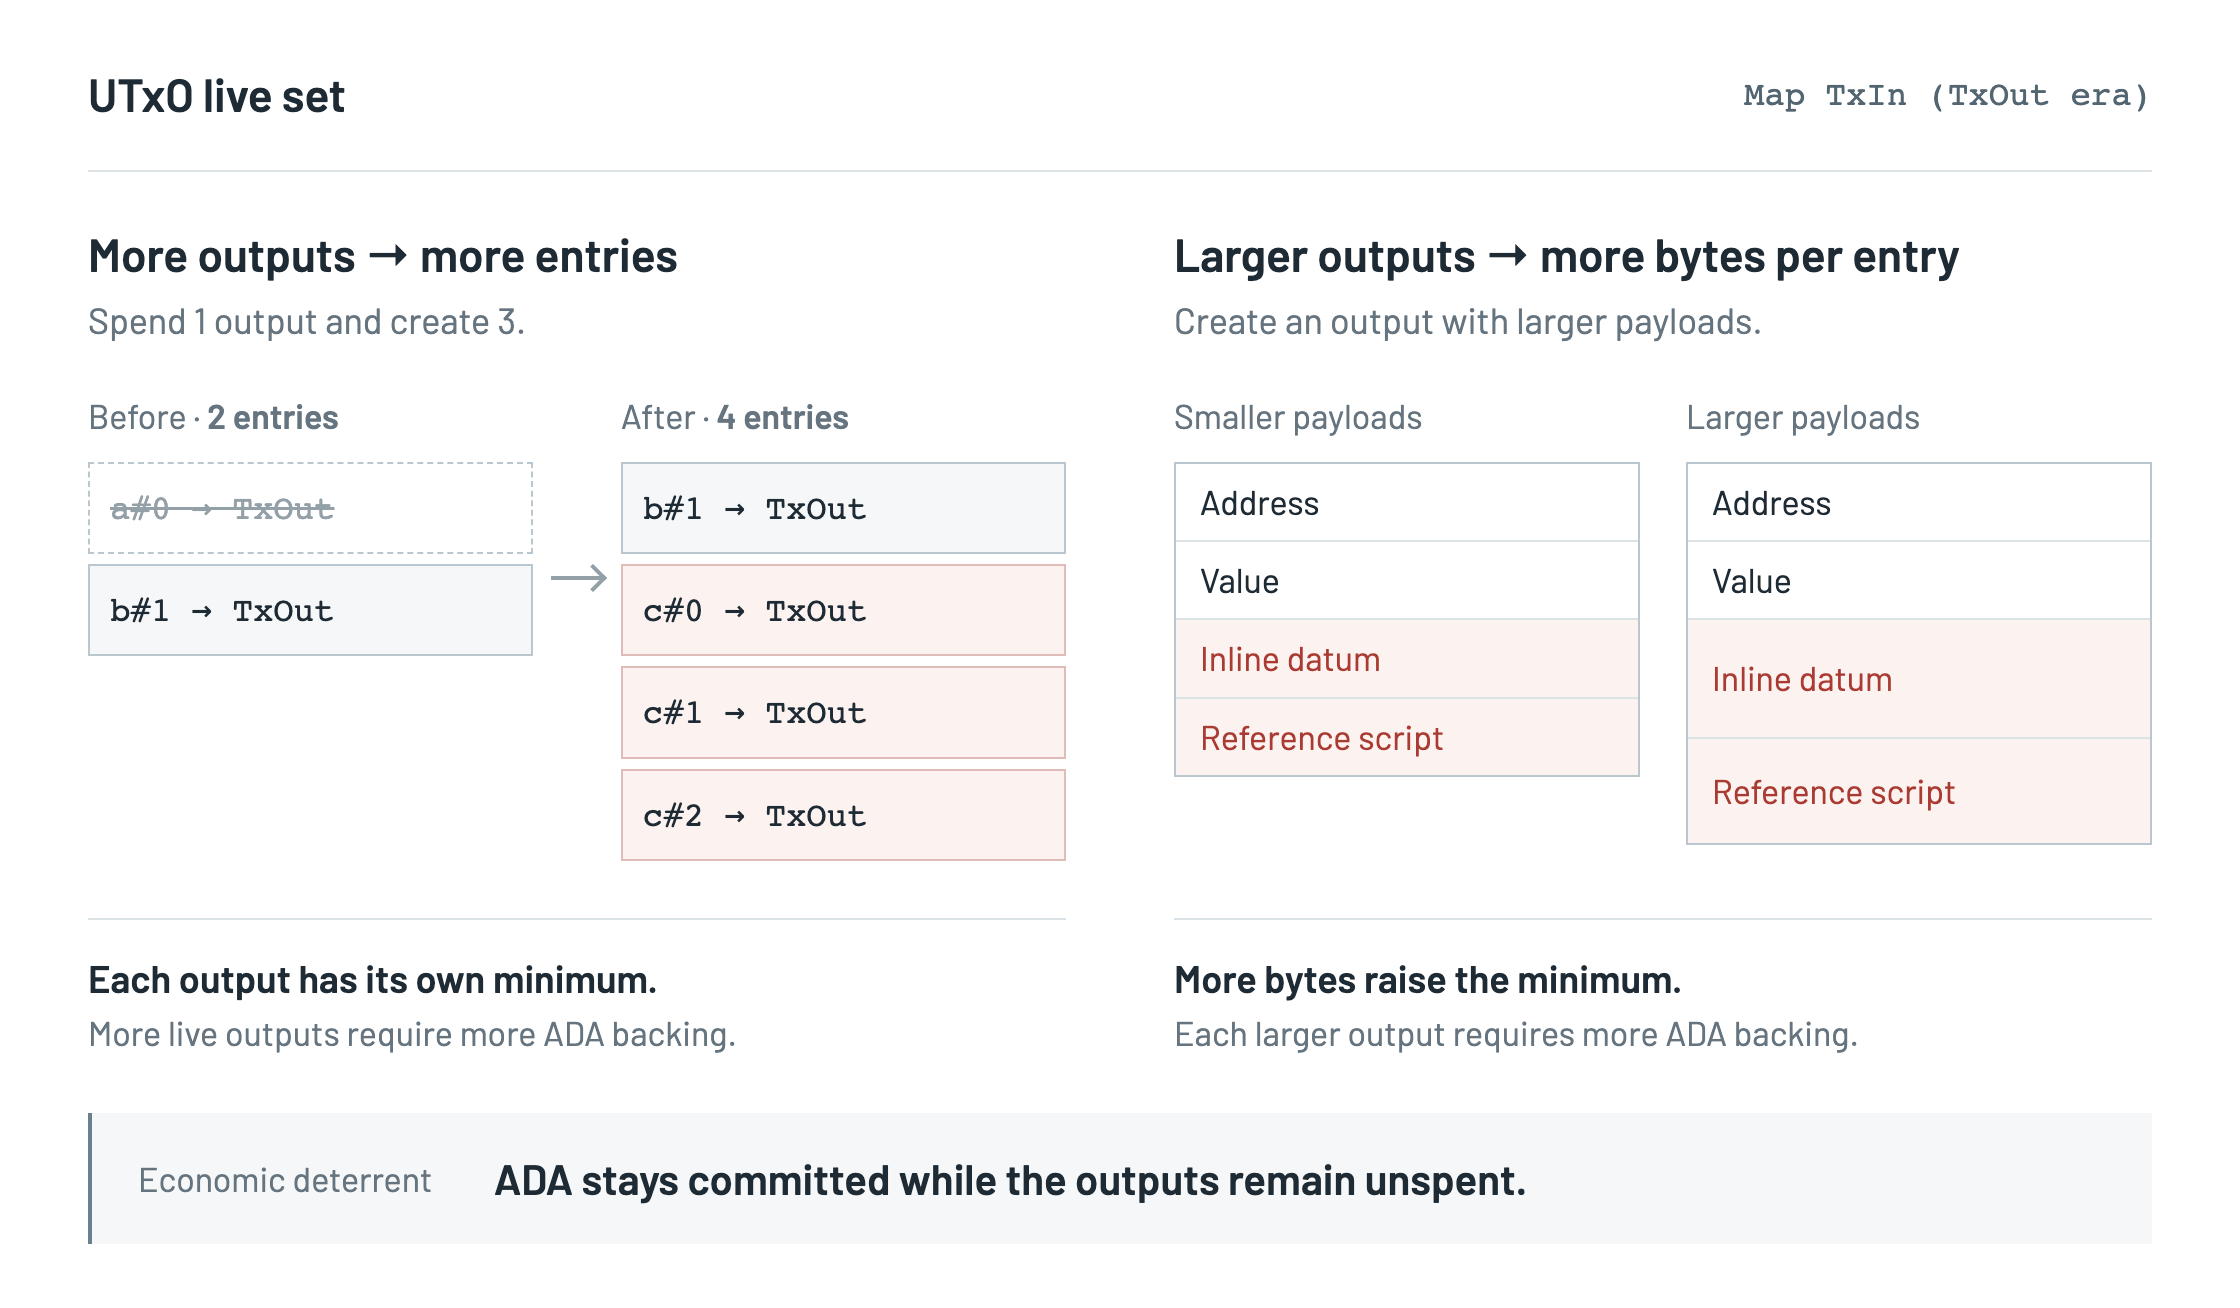 UTxO live set
Map TxIn (TxOut era)
More outputs → more entries
Spend 1 output and create 3.
Before · 2 entries
a#0 → TxOut
b#1 → TxOut
After · 4 entries
b#1 → TxOut
c#0 → TxOut
c#1 → TxOut
c#2 → TxOut
Each output has its own minimum.
More live outputs require more ADA backing.
Larger outputs → more bytes per entry
Create an output with larger payloads.
Smaller payloads
Address
Value
Inline datum
Reference script
Larger payloads
Address
Value
Inline datum
Reference script
More bytes raise the minimum.
Each larger output requires more ADA backing.
Economic deterrent
ADA stays committed while the outputs remain unspent.